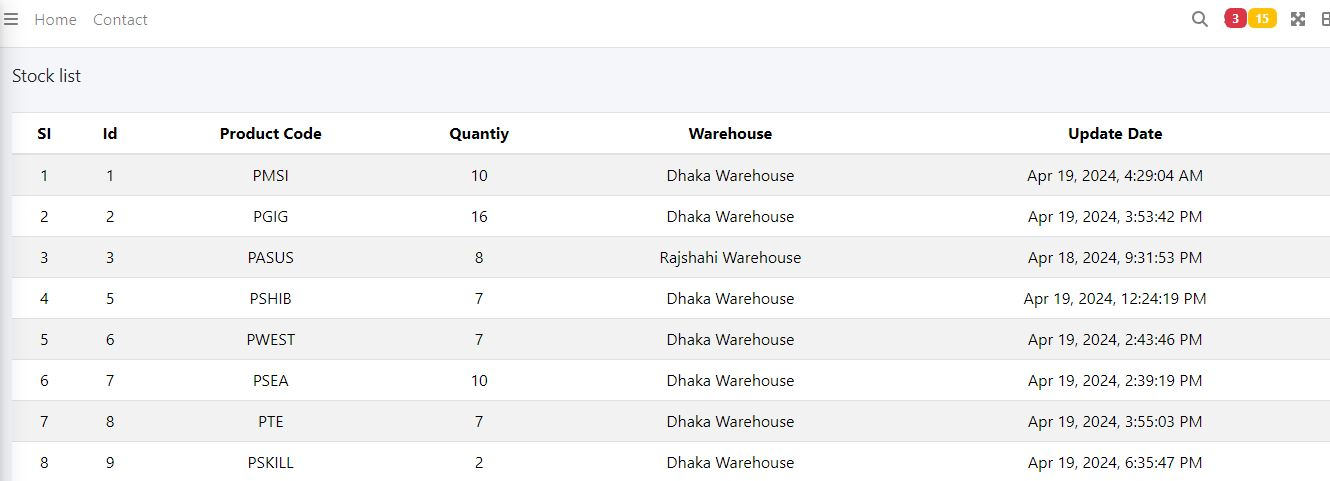 Home Contact 3 15
Stock list
Sl Id Product Code Quantiy Warehouse Update Date
1 1 PMSI 10 Dhaka Warehouse Apr 19, 2024, 4:29:04 AM
2 2 PGIG 16 Dhaka Warehouse Apr 19, 2024, 3:53:42 PM
3 3 PASUS 8 Rajshahi Warehouse Apr 18, 2024, 9:31:53 PM
4 5 PSHIB 7 Dhaka Warehouse Apr 19, 2024, 12:24:19 PM
5 6 PWEST 7 Dhaka Warehouse Apr 19, 2024, 2:43:46 PM
6 7 PSEA 10 Dhaka Warehouse Apr 19, 2024, 2:39:19 PM
7 8 PTE 7 Dhaka Warehouse Apr 19, 2024, 3:55:03 PM
8 9 PSKILL 2 Dhaka Warehouse Apr 19, 2024, 6:35:47 PM